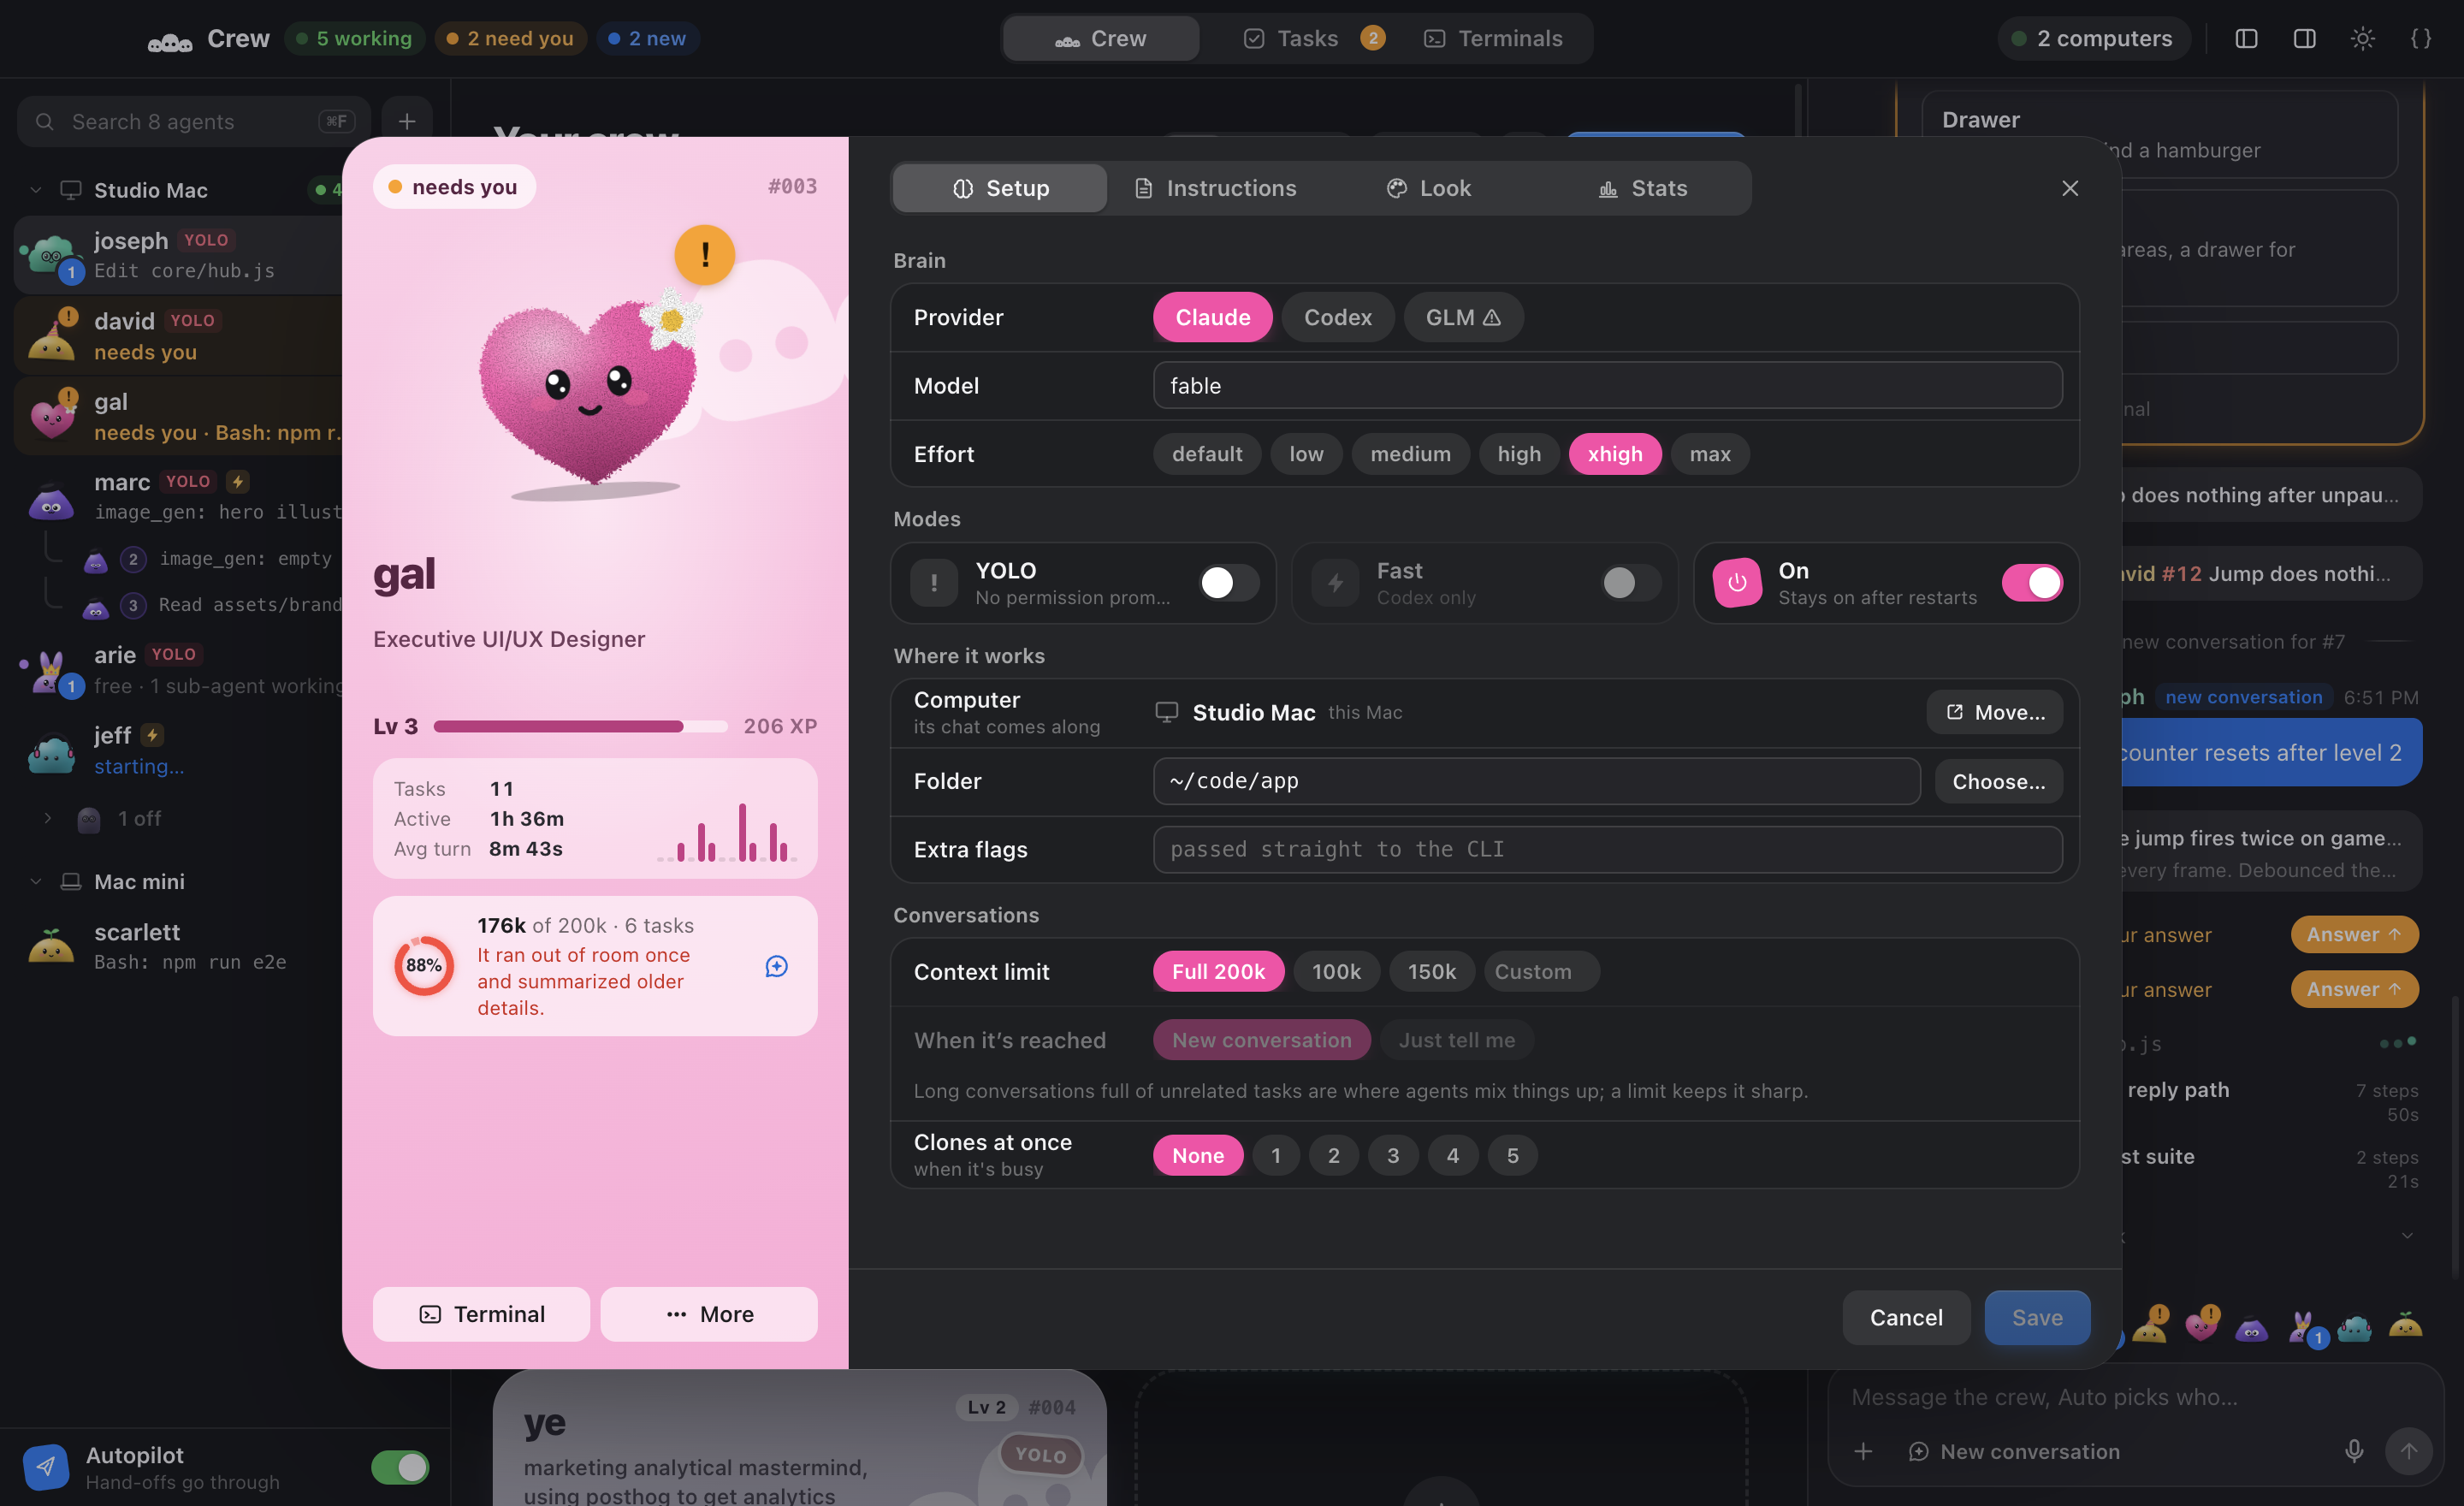 Crew
5 working
2 need you
2 new
Crew
Tasks
2
Terminals
2 computers
{}
Search 8 agents
⌘F
Studio Mac
4
joseph
YOLO
1
Edit core/hub.js
david
YOLO
needs you
gal
needs you · Bash: npm r…
marc
YOLO
image_gen: hero illust
2
image_gen: empty
3
Read assets/brand
arie
YOLO
1
free · 1 sub-agent working
jeff
starting…
1 off
Mac mini
scarlett
Bash: npm run e2e
Autopilot
Hand-offs go through
Your crew
needs you
#003
!
gal
Executive UI/UX Designer
Lv 3
206 XP
Tasks 11
Active 1h 36m
Avg turn 8m 43s
88%
176k of 200k · 6 tasks
It ran out of room once
and summarized older
details.
Terminal
More
Setup
Instructions
Look
Stats
Brain
Provider
Claude
Codex
GLM
Model
fable
Effort
default
low
medium
high
xhigh
max
Modes
!
YOLO
No permission prom…
Fast
Codex only
On
Stays on after restarts
Where it works
Computer
its chat comes along
Studio Mac this Mac
Move…
Folder
~/code/app
Choose…
Extra flags
passed straight to the CLI
Conversations
Context limit
Full 200k
100k
150k
Custom
When it’s reached
New conversation
Just tell me
Long conversations full of unrelated tasks are where agents mix things up; a limit keeps it sharp.
Clones at once
when it's busy
None
1
2
3
4
5
Cancel
Save
ye
Lv 2
#004
YOLO
marketing analytical mastermind,
using posthog to get analytics
Drawer
a hamburger
areas, a drawer for
does nothing after unpau…
#12 Jump does nothi…
new conversation for #7
new conversation
6:51 PM
counter resets after level 2
jump fires twice on game…
every frame. Debounced the…
answer
Answer ↑
answer
Answer ↑
.js
reply path
7 steps
50s
suite
2 steps
21s
1
Message the crew, Auto picks who…
New conversation